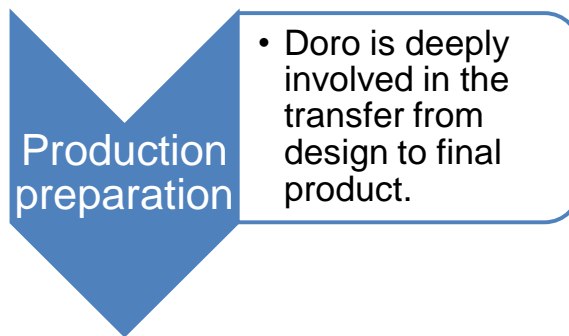 Production
preparation
• Doro is deeply
involved in the
transfer from
design to final
product.